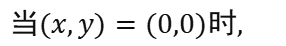 当(x, y) = (0,0)时,